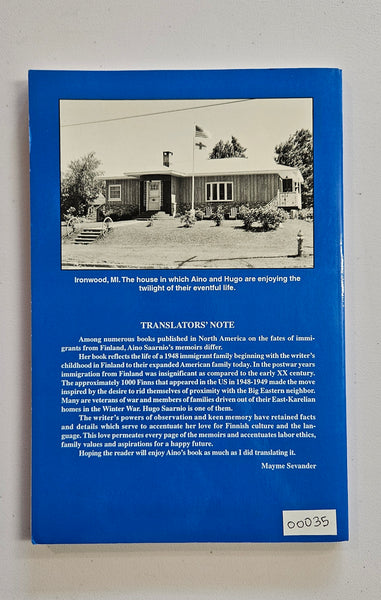 Ironwood, MI. The house in which Aino and Hugo are enjoying the
twilight of their eventful life.
TRANSLATORS' NOTE
Among numerous books published in North America on the fates of immi-
grants from Finland, Aino Saarnio's memoirs differ.
Her book reflects the life of a 1948 immigrant family beginning with the writer's
childhood in Finland to their expanded American family today. In the postwar years
immigration from Finland was insignificant as compared to the early XX century.
The approximately 1000 Finns that appeared in the US in 1948-1949 made the move
inspired by the desire to rid themselves of proximity with the Big Eastern neighbor.
Many are veterans of war and members of families driven out of their East-Karelian
homes in the Winter War. Hugo Saarnio is one of them.
The writer's powers of observation and keen memory have retained facts
and details which serve to accentuate her love for Finnish culture and the lan-
guage. This love permeates every page of the memoirs and accentuates labor ethics,
family values and aspirations for a happy future.
Hoping the reader will enjoy Aino's book as much as I did translating it.
Mayme Sevander
00035